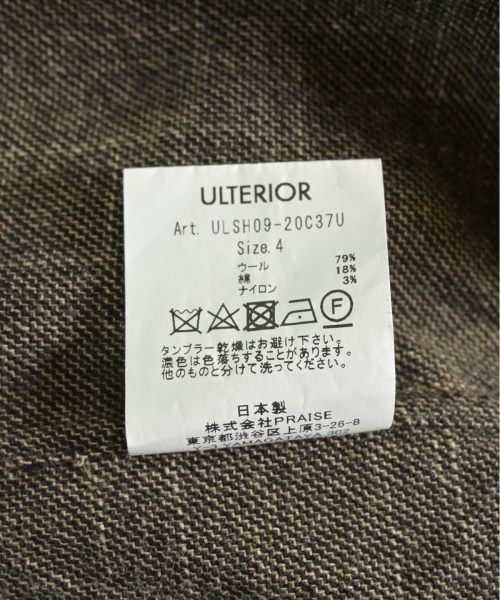 ULTERIOR
Art. ULSH09-20C37U
Size.4
ウール 79%
綿 18%
ナイロン 3%
F
タンブラー乾燥はお避け下さい。
濃色は色落ちすることがあります。
他のものと分けて洗ってください。
日本製
株式会社PRAISE
東京都渋谷区上原3-26-8
Y-J YAMAGATAYA 302